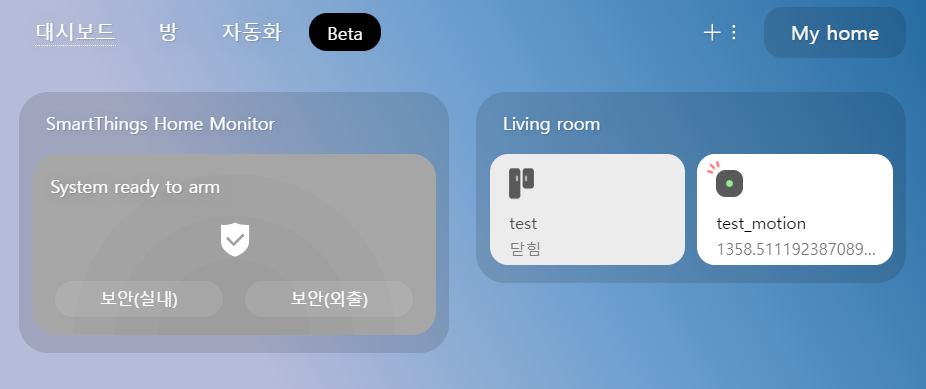 대시보드 방 자동화 Beta My home
SmartThings Home Monitor
System ready to arm
보안(실내) 보안(외출)
Living room
test
닫힘
test_motion
1358.511192387089...